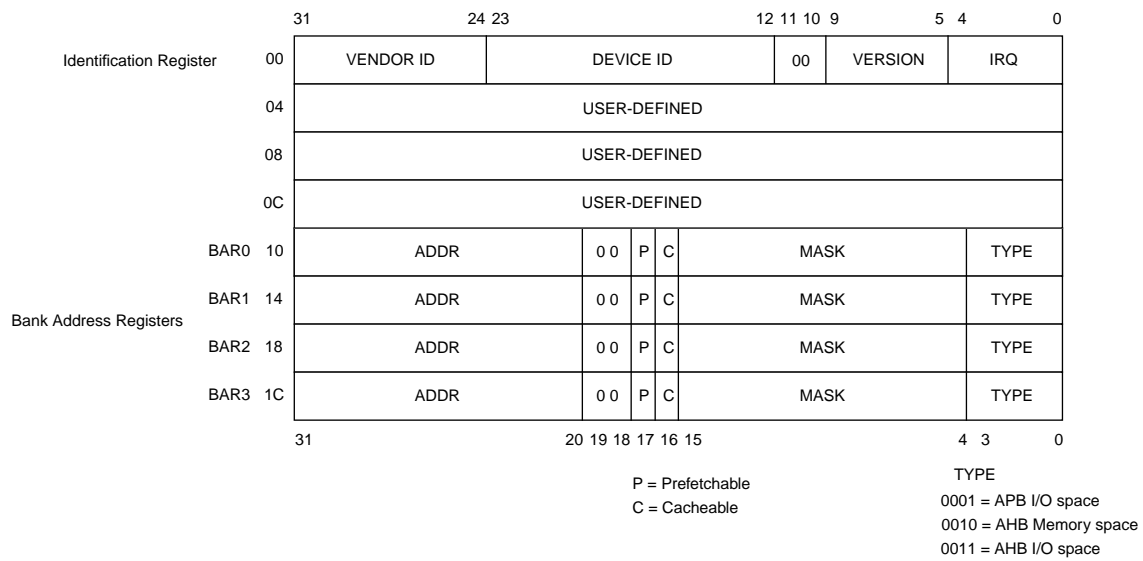 31 24 23 12 11 10 9 5 4 0
Identification Register 00 VENDOR ID DEVICE ID 00 VERSION IRQ
04 USER-DEFINED
08 USER-DEFINED
0C USER-DEFINED
BAR0 10 ADDR 0 0 P C MASK TYPE
BAR1 14 ADDR 0 0 P C MASK TYPE
Bank Address Registers
BAR2 18 ADDR 0 0 P C MASK TYPE
BAR3 1C ADDR 0 0 P C MASK TYPE
31 20 19 18 17 16 15 4 3 0
P = Prefetchable
C = Cacheable
TYPE
0001 = APB I/O space
0010 = AHB Memory space
0011 = AHB I/O space